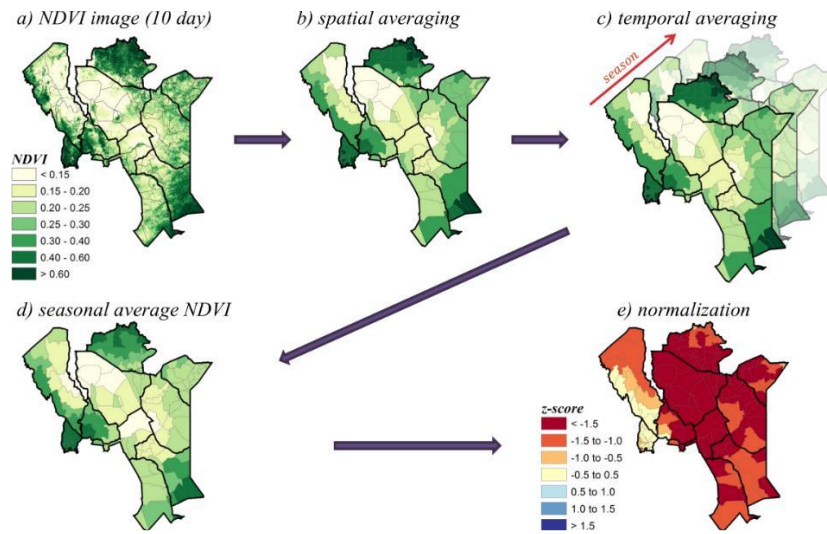 a) NDVI image (10 day)
b) spatial averaging
c) temporal averaging
season
NDVI
< 0.15
0.15 - 0.20
0.20 - 0.25
0.25 - 0.30
0.30 - 0.40
0.40 - 0.60
> 0.60
d) seasonal average NDVI
e) normalization
z-score
< -1.5
-1.5 to -1.0
-1.0 to -0.5
-0.5 to 0.5
0.5 to 1.0
1.0 to 1.5
> 1.5